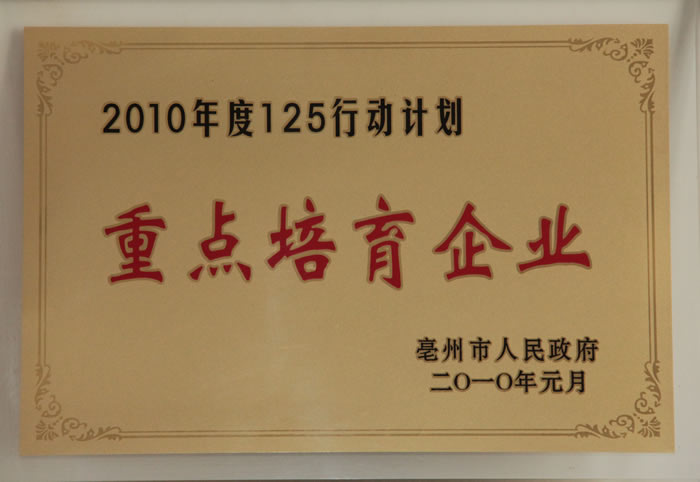 2010年度125行动计划
重点培育企业
亳州市人民政府
二〇一〇年元月